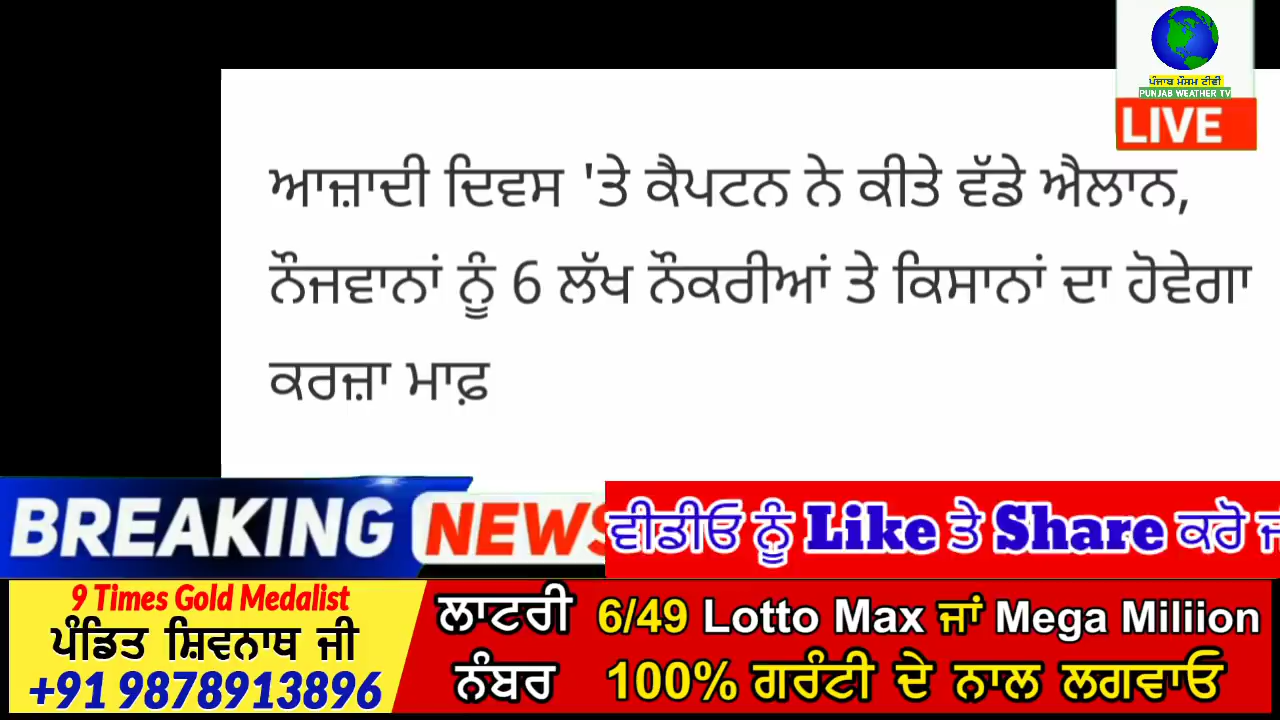 ਪੰਜਾਬ ਮੌਸਮ ਟੀਵੀ
PUNJAB WEATHER TV
LIVE
ਆਜ਼ਾਦੀ ਦਿਵਸ 'ਤੇ ਕੈਪਟਨ ਨੇ ਕੀਤੇ ਵੱਡੇ ਐਲਾਨ,
ਨੌਜਵਾਨਾਂ ਨੂੰ 6 ਲੱਖ ਨੌਕਰੀਆਂ ਤੇ ਕਿਸਾਨਾਂ ਦਾ ਹੋਵੇਗਾ
ਕਰਜ਼ਾ ਮਾਫ਼
BREAKING NEWS
ਵੀਡੀਓ ਨੂੰ Like ਤੇ Share ਕਰੋ
9 Times Gold Medalist
ਪੰਡਿਤ ਸ਼ਿਵਨਾਥ ਜੀ
+91 9878913896
ਲਾਟਰੀ 6/49 Lotto Max ਜਾਂ Mega Miliion
ਨੰਬਰ 100% ਗਰੰਟੀ ਦੇ ਨਾਲ ਲਗਵਾਓ